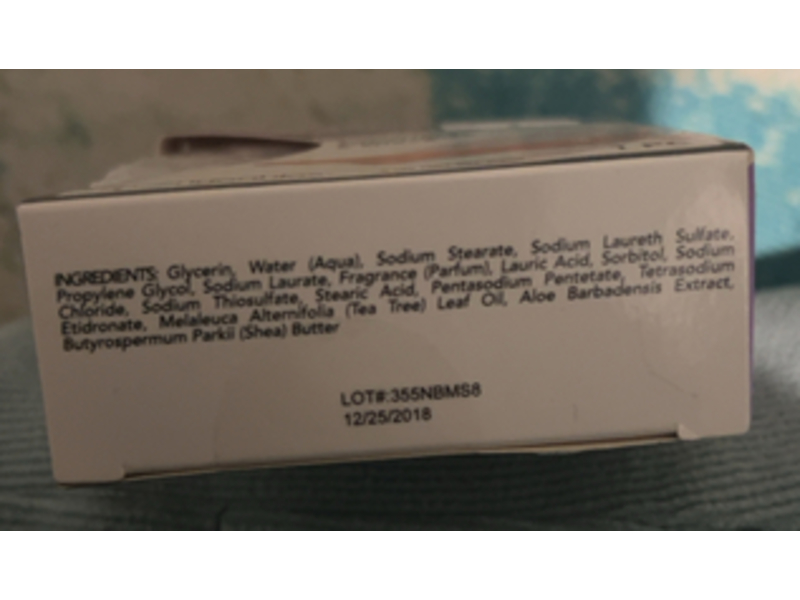 INGREDIENTS: Glycerin, Water (Aqua), Sodium Stearate, Sodium Laureth Sulfate,
Propylene Glycol, Sodium Laurate, Fragrance (Parfum), Lauric Acid, Sorbitol, Sodium
Chloride, Sodium Thiosulfate, Stearic Acid, Pentasodium Pentetate, Tetrasodium
Etidronate, Melaleuca Alternifolia (Tea Tree) Leaf Oil, Aloe Barbadensis Extract,
Butyrospermum Parkii (Shea) Butter
LOT#:355NBMS8
12/25/2018